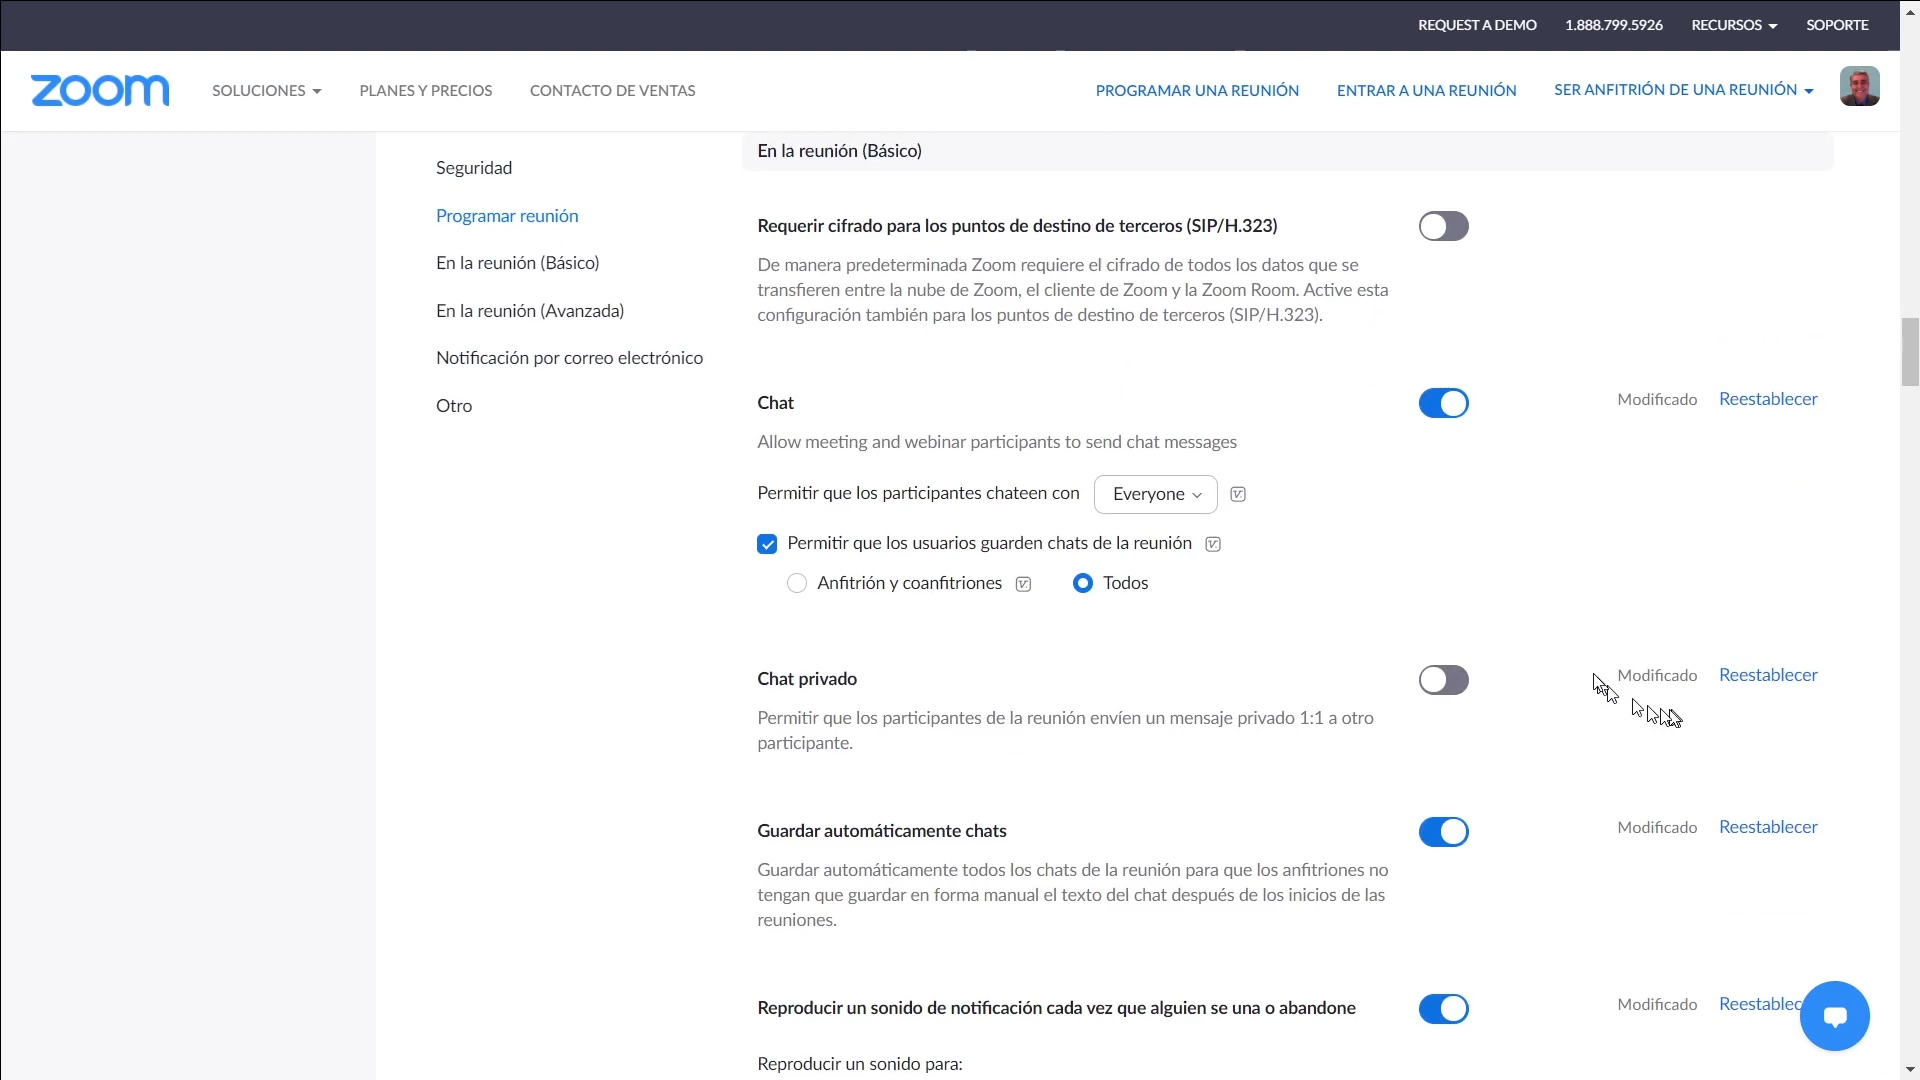 REQUEST A DEMO 1.888.799.5926 RECURSOS SOPORTE
zoom SOLUCIONES PLANES Y PRECIOS CONTACTO DE VENTAS PROGRAMAR UNA REUNIÓN ENTRAR A UNA REUNIÓN SER ANFITRIÓN DE UNA REUNIÓN
Seguridad
Programar reunión
En la reunión (Básico)
En la reunión (Avanzada)
Notificación por correo electrónico
Otro
En la reunión (Básico)
Requerir cifrado para los puntos de destino de terceros (SIP/H.323)
De manera predeterminada Zoom requiere el cifrado de todos los datos que se
transfieren entre la nube de Zoom, el cliente de Zoom y la Zoom Room. Active esta
configuración también para los puntos de destino de terceros (SIP/H.323).
Chat Modificado Reestablecer
Allow meeting and webinar participants to send chat messages
Permitir que los participantes chateen con Everyone
Permitir que los usuarios guarden chats de la reunión
Anfitrión y coanfitriones Todos
Chat privado Modificado Reestablecer
Permitir que los participantes de la reunión envíen un mensaje privado 1:1 a otro
participante.
Guardar automáticamente chats Modificado Reestablecer
Guardar automáticamente todos los chats de la reunión para que los anfitriones no
tengan que guardar en forma manual el texto del chat después de los inicios de las
reuniones.
Reproducir un sonido de notificación cada vez que alguien se una o abandone Modificado Reestablec
Reproducir un sonido para: